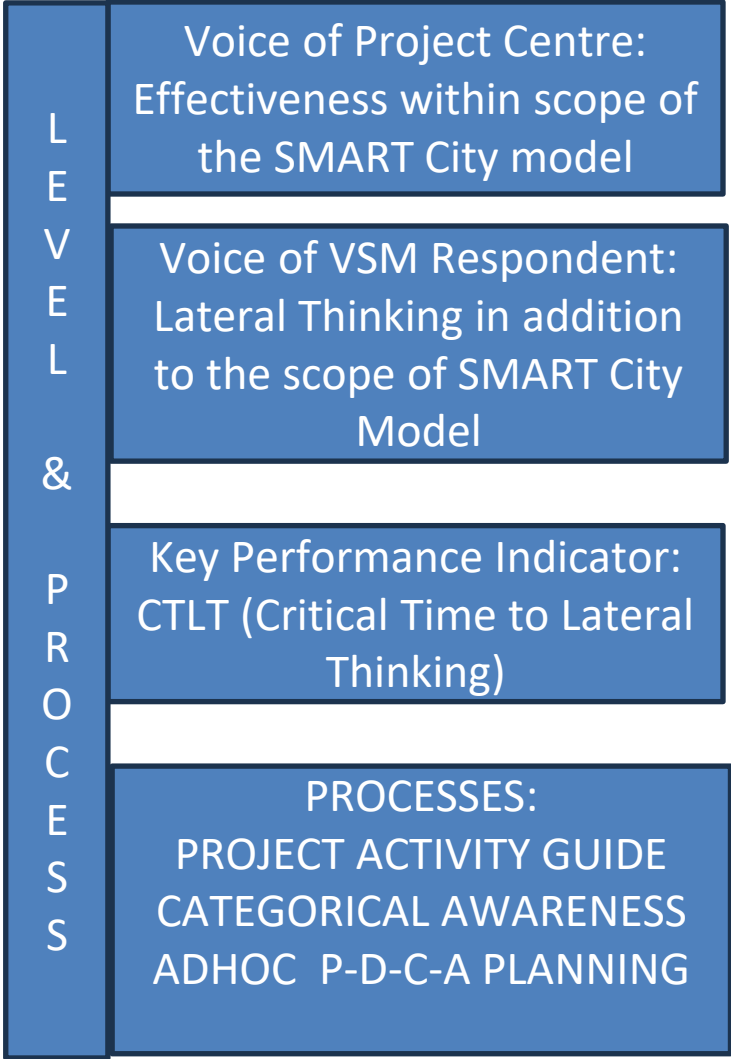 LEVEL & PROCESS
Voice of Project Centre:
Effectiveness within scope of
the SMART City model
Voice of VSM Respondent:
Lateral Thinking in addition
to the scope of SMART City
Model
Key Performance Indicator:
CTLT (Critical Time to Lateral
Thinking)
PROCESSES:
PROJECT ACTIVITY GUIDE
CATEGORICAL AWARENESS
ADHOC P-D-C-A PLANNING